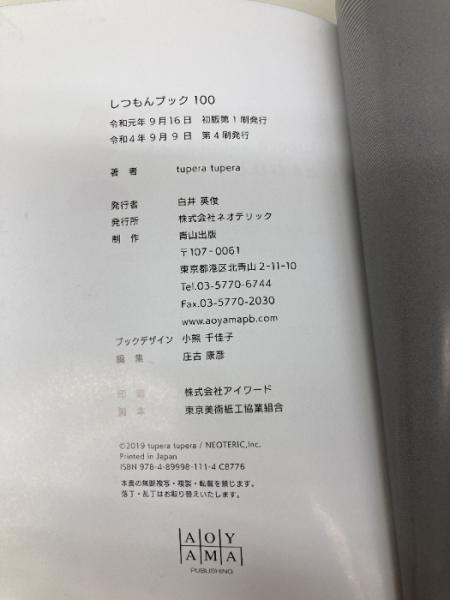 しつもんブック 100
令和元年 9月16日 初版第1刷発行
令和4年 9月 9日 第4刷発行
著 者 tupera tupera
発行者 白井 英俊
発行所 株式会社ネオテリック
制 作 青山出版
〒107-0061
東京都港区北青山 2-11-10
Tel.03-5770-6744
Fax.03-5770-2030
www.aoyamapb.com
ブックデザイン 小熊 千佳子
編 集 庄古 康彦
印 刷 株式会社アイワード
製 本 東京美術紙工協業組合
©2019 tupera tupera / NEOTERIC,Inc.
Printed in Japan
ISBN 978-4-89998-111-4 C8776
本書の無断複写・複製・転載を禁じます。
落丁・乱丁はお取り替えいたします。
AOY
AMA
PUBLISHING